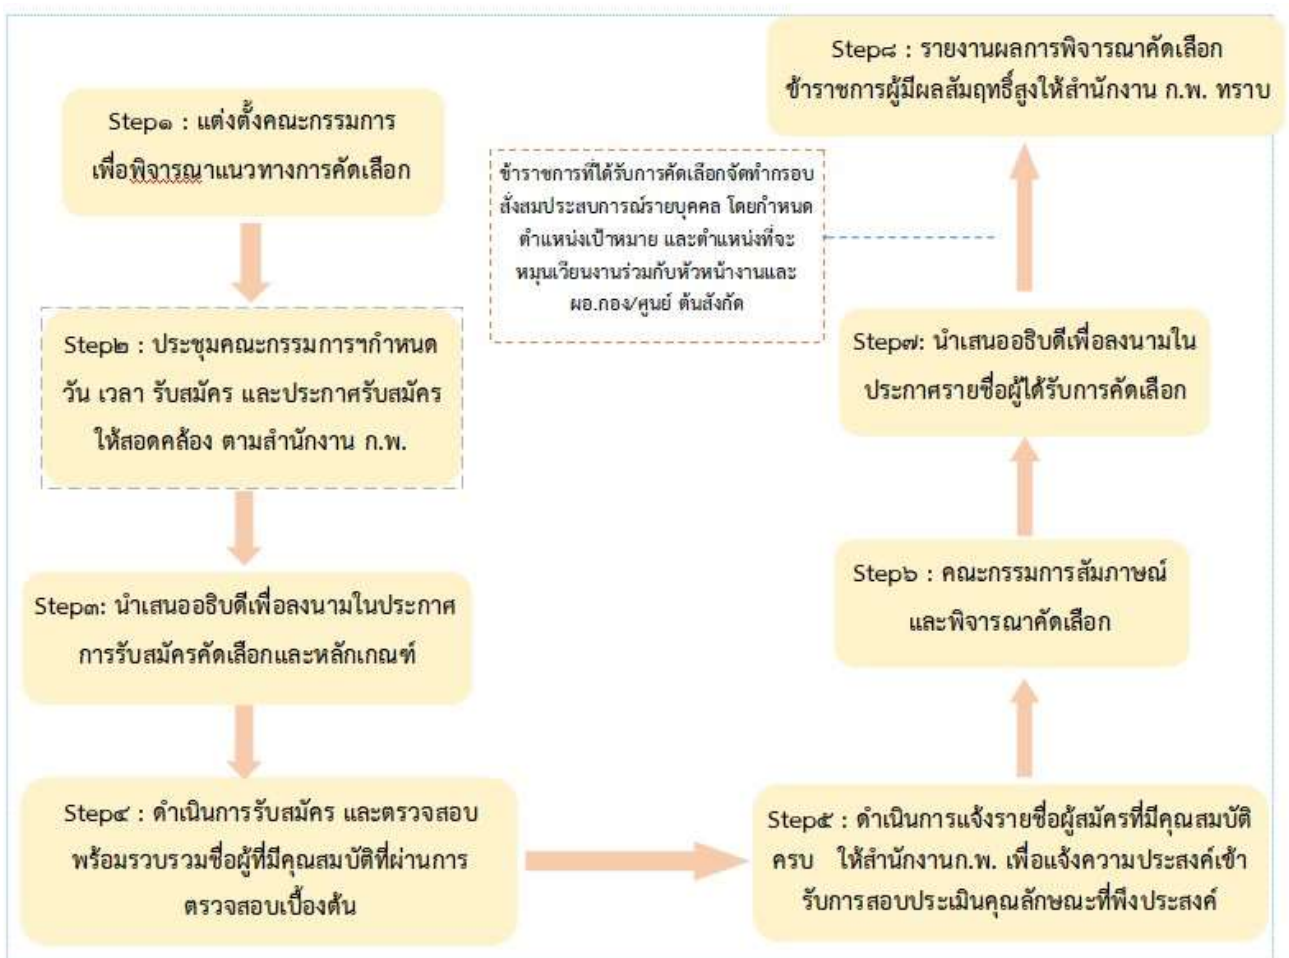 Step๑ : แต่งตั้งคณะกรรมการ
เพื่อพิจารณาแนวทางการคัดเลือก
Step๒ : ประชุมคณะกรรมการฯกำหนด
วัน เวลา รับสมัคร และประกาศรับสมัคร
ให้สอดคล้อง ตามสำนักงาน ก.พ.
Step๓: นำเสนออธิบดีเพื่อลงนามในประกาศ
การรับสมัครคัดเลือกและหลักเกณฑ์
Step๔ : ดำเนินการรับสมัคร และตรวจสอบ
พร้อมรวบรวมชื่อผู้ที่มีคุณสมบัติที่ผ่านการ
ตรวจสอบเบื้องต้น
Step๕ : ดำเนินการแจ้งรายชื่อผู้สมัครที่มีคุณสมบัติ
ครบ ให้สำนักงานก.พ. เพื่อแจ้งความประสงค์เข้า
รับการสอบประเมินคุณลักษณะที่พึงประสงค์
Step๖ : คณะกรรมการสัมภาษณ์
และพิจารณาคัดเลือก
Step๗: นำเสนออธิบดีเพื่อลงนามใน
ประกาศรายชื่อผู้ได้รับการคัดเลือก
ข้าราชการที่ได้รับการคัดเลือกจัดทำกรอบ
สั่งสมประสบการณ์รายบุคคล โดยกำหนด
ตำแหน่งเป้าหมาย และตำแหน่งที่จะ
หมุนเวียนงานร่วมกับหัวหน้างานและ
ผอ.กอง/ศูนย์ ต้นสังกัด
Step๘ : รายงานผลการพิจารณาคัดเลือก
ข้าราชการผู้มีผลสัมฤทธิ์สูงให้สำนักงาน ก.พ. ทราบ